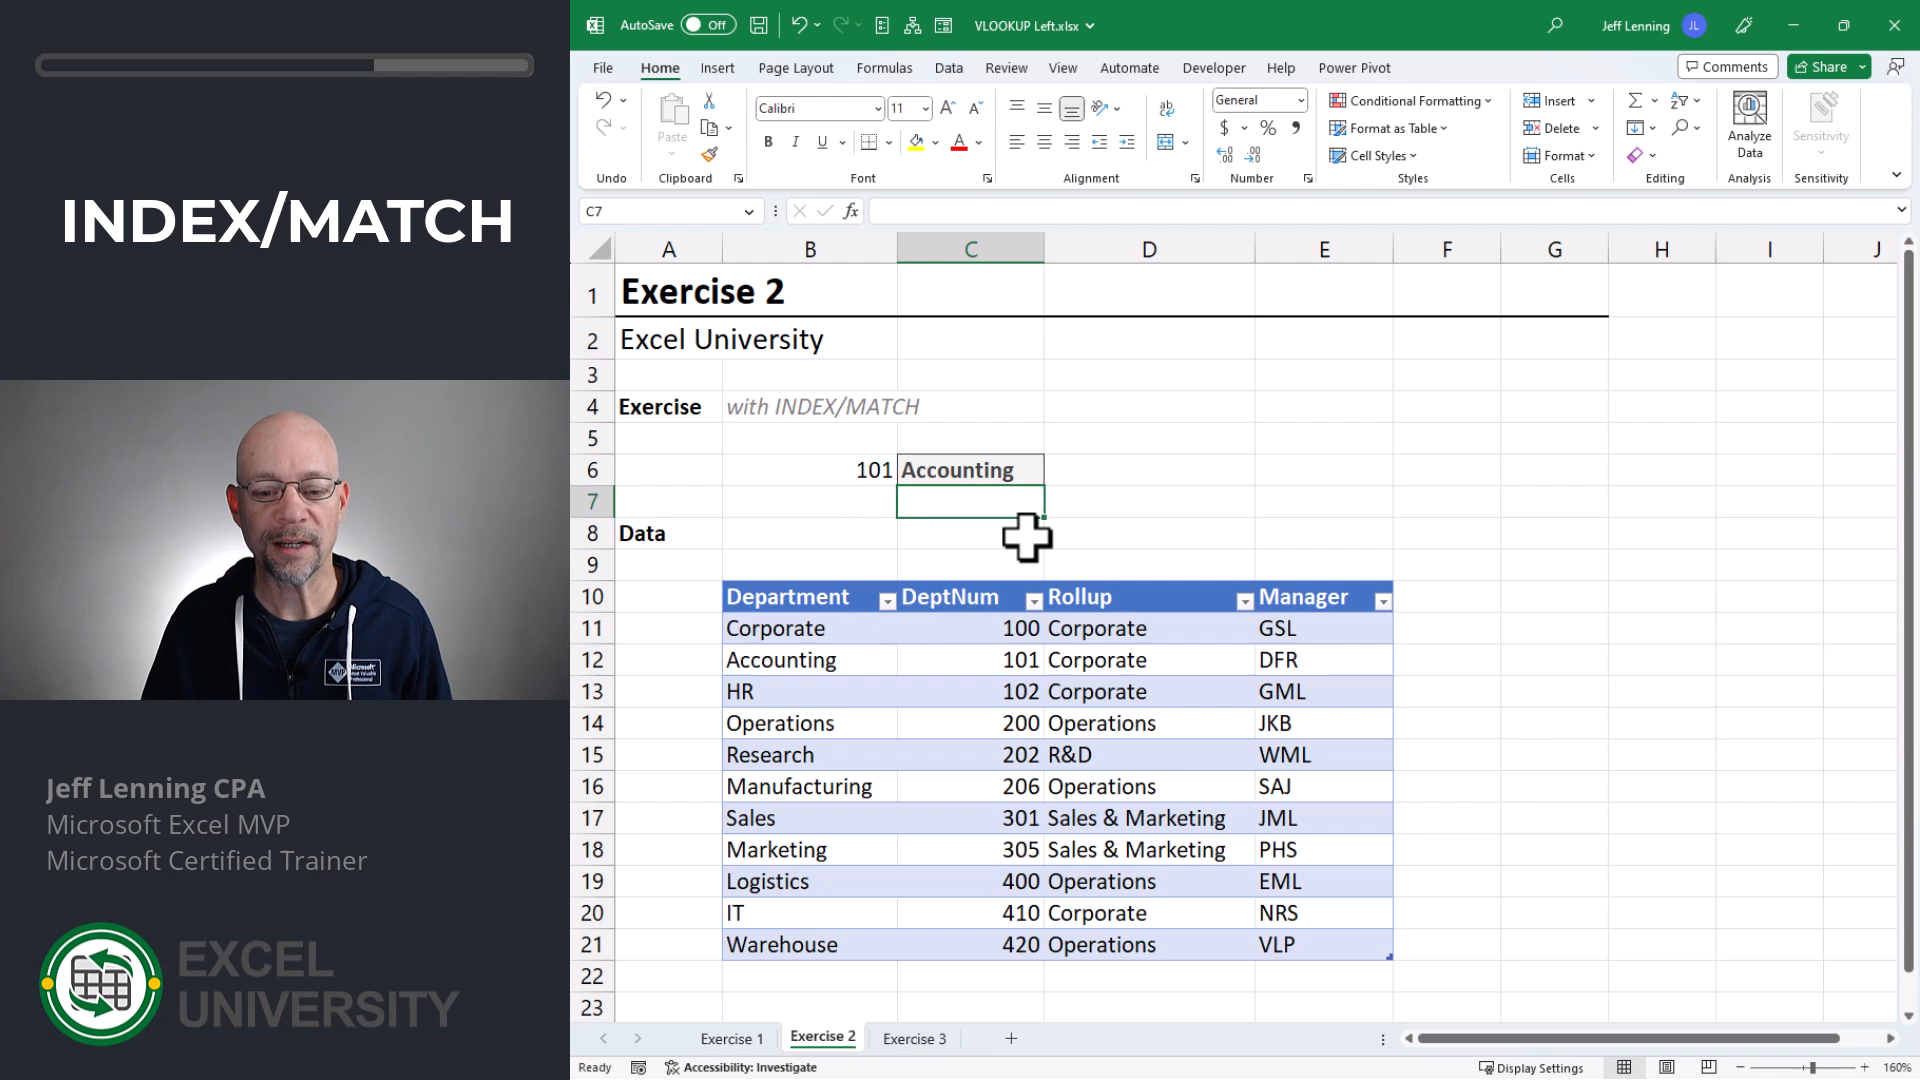 INDEX/MATCH
Jeff Lenning CPA
Microsoft Excel MVP
Microsoft Certified Trainer
EXCEL
UNIVERSITY
AutoSave Off VLOOKUP Left.xlsx Jeff Lenning JL
File Home Insert Page Layout Formulas Data Review View Automate Developer Help Power Pivot Comments Share
Paste Calibri 11 General Conditional Formatting Insert Analyze Data Sensitivity
B I U $ % Format as Table Delete
Cell Styles Format
Undo Clipboard Font Alignment Number Styles Cells Editing Analysis Sensitivity
C7 fx
A B C D E F G H I J
1 Exercise 2
2 Excel University
3
4 Exercise with INDEX/MATCH
5
6 101 Accounting
7
8 Data
9
10 Department DeptNum Rollup Manager
11 Corporate 100 Corporate GSL
12 Accounting 101 Corporate DFR
13 HR 102 Corporate GML
14 Operations 200 Operations JKB
15 Research 202 R&D WML
16 Manufacturing 206 Operations SAJ
17 Sales 301 Sales & Marketing JML
18 Marketing 305 Sales & Marketing PHS
19 Logistics 400 Operations EML
20 IT 410 Corporate NRS
21 Warehouse 420 Operations VLP
22
23
Exercise 1 Exercise 2 Exercise 3
Ready Accessibility: Investigate Display Settings 160%